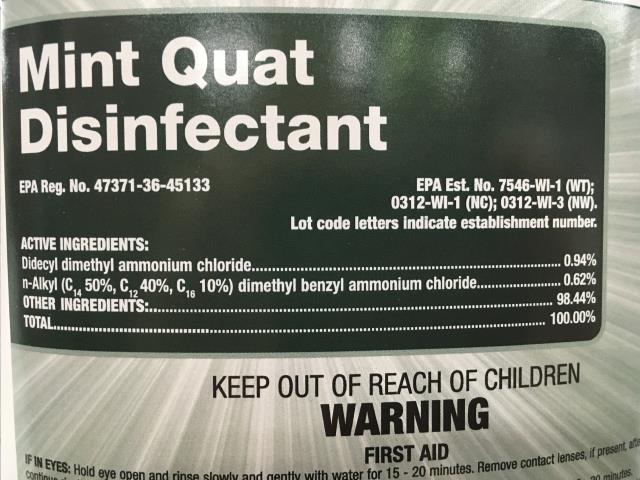 Mint Quat
Disinfectant
EPA Reg. No. 47371-36-45133
EPA Est. No. 7546-WI-1 (WT);
0312-WI-1 (NC); 0312-WI-3 (NW).
Lot code letters indicate establishment number.
ACTIVE INGREDIENTS:
Didecyl dimethyl ammonium chloride.......... 0.94%
n-Alkyl (C14 50%, C12 40%, C16 10%) dimethyl benzyl ammonium chloride.......... 0.62%
OTHER INGREDIENTS:.......... 98.44%
TOTAL.......... 100.00%
KEEP OUT OF REACH OF CHILDREN
WARNING
FIRST AID
IF IN EYES: Hold eye open and rinse slowly and gently with water for 15 - 20 minutes. Remove contact lenses, if present,
minutes.